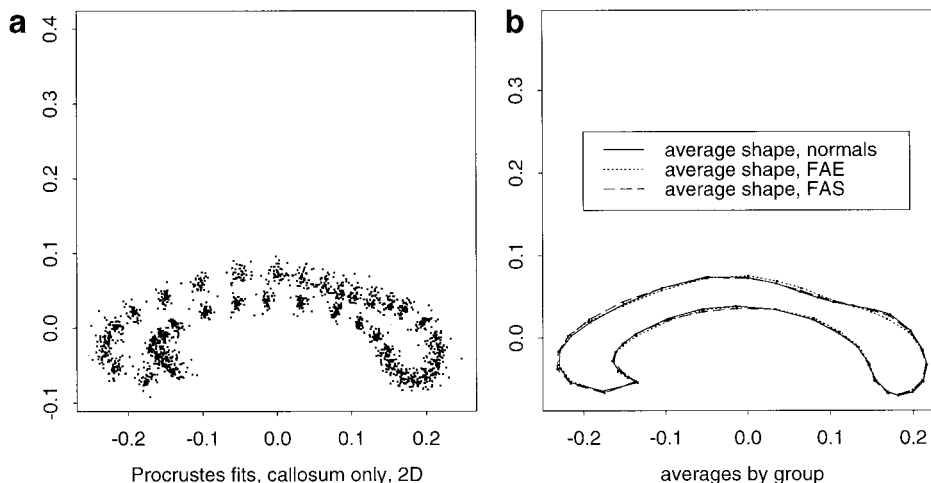 a
0.4
0.3
0.2
0.1
0.0
-0.1
-0.2 -0.1 0.0 0.1 0.2
Procrustes fits, callosum only, 2D
b
0.3
0.2
0.1
0.0
average shape, normals
average shape, FAE
average shape, FAS
-0.2 -0.1 0.0 0.1 0.2
averages by group